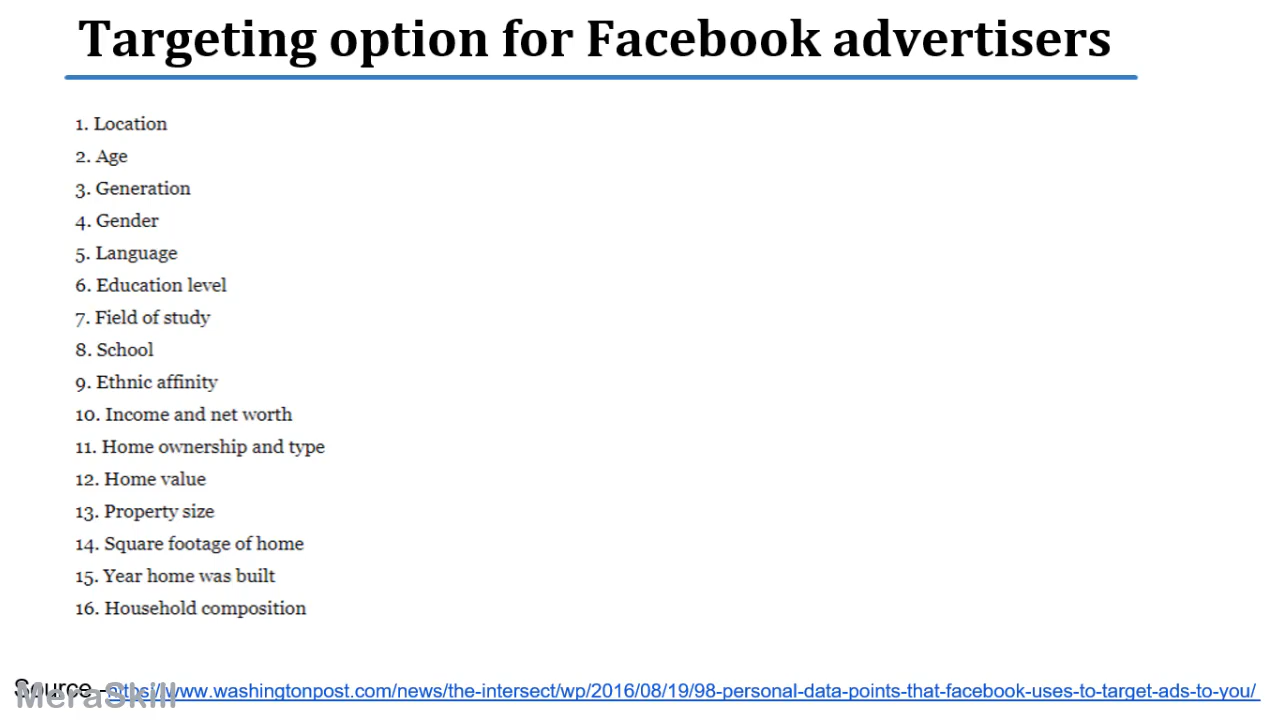 Targeting option for Facebook advertisers
1. Location
2. Age
3. Generation
4. Gender
5. Language
6. Education level
7. Field of study
8. School
9. Ethnic affinity
10. Income and net worth
11. Home ownership and type
12. Home value
13. Property size
14. Square footage of home
15. Year home was built
16. Household composition
Source - https://www.washingtonpost.com/news/the-intersect/wp/2016/08/19/98-personal-data-points-that-facebook-uses-to-target-ads-to-you/
MeraSkill